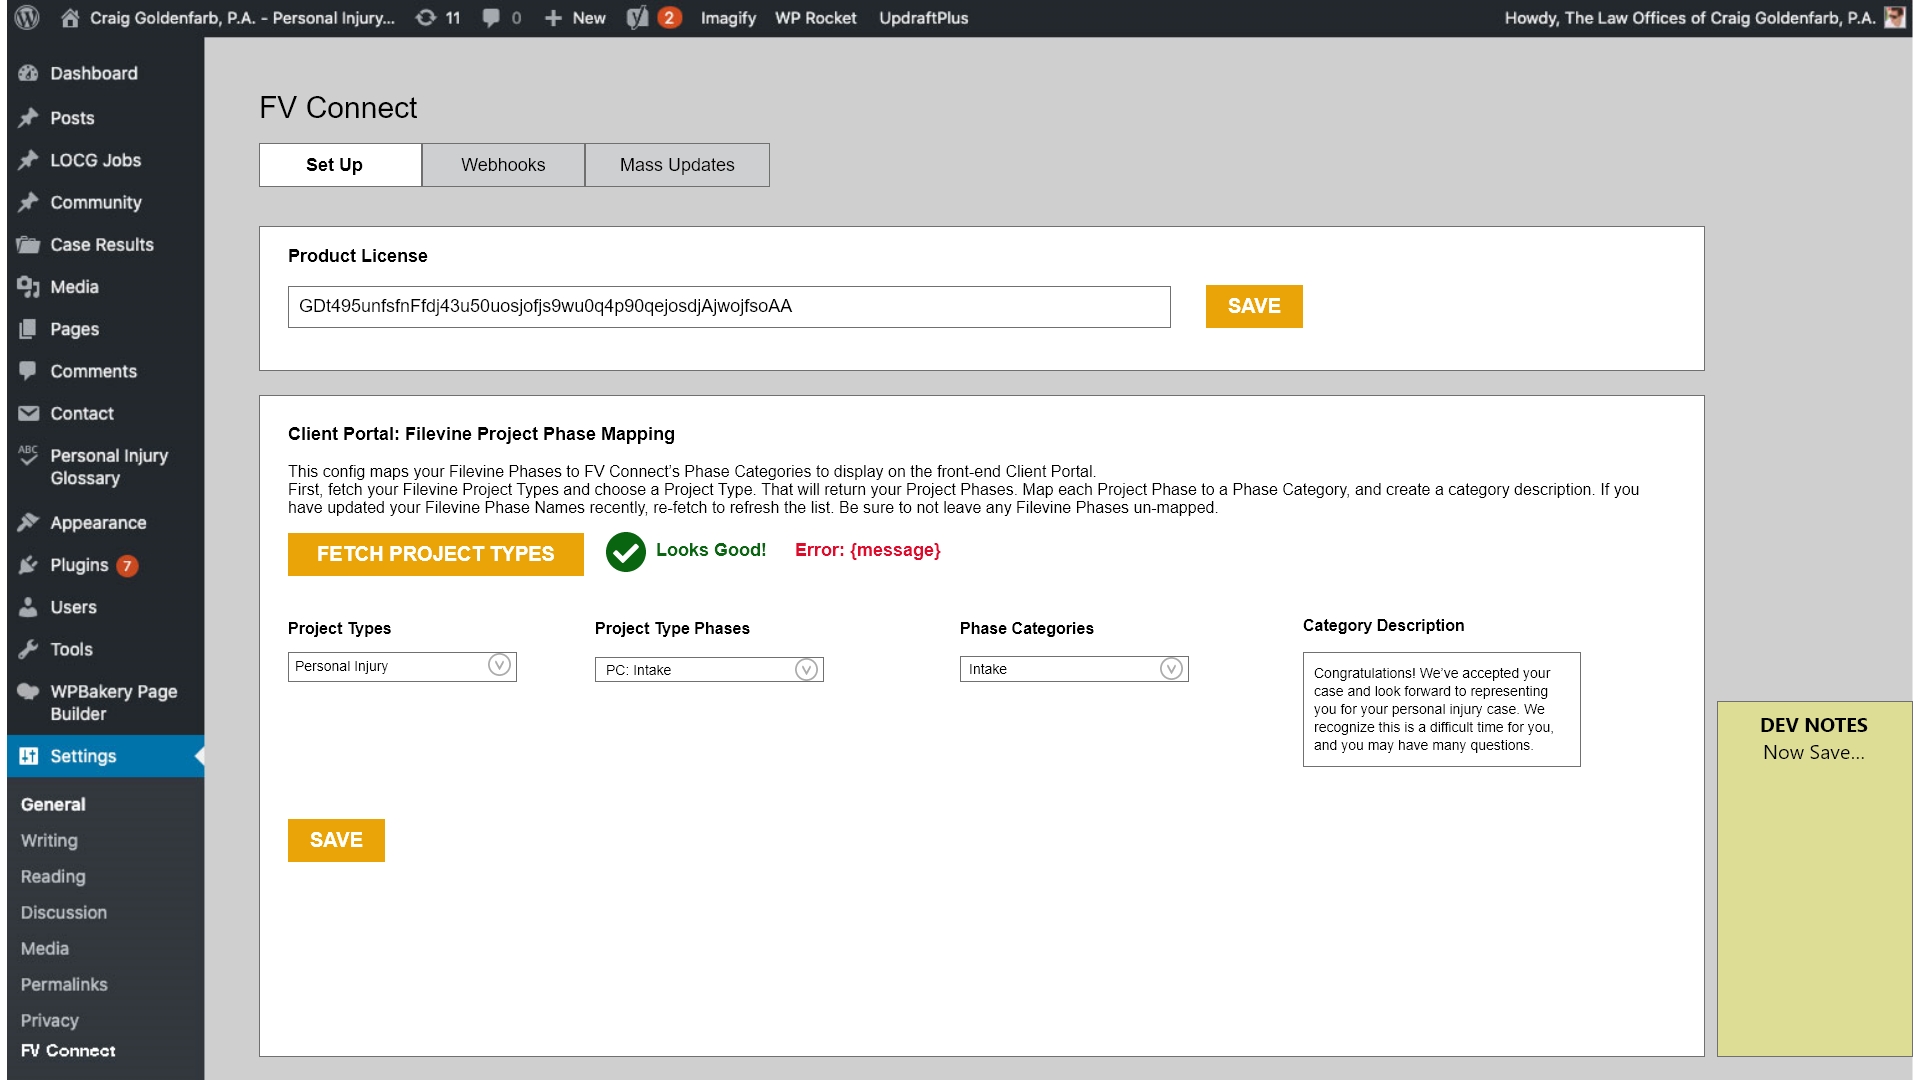 Craig Goldenfarb, P.A. - Personal Injury... 11 0 New 2 Imagify WP Rocket UpdraftPlus Howdy, The Law Offices of Craig Goldenfarb, P.A.
Dashboard
Posts
LOCG Jobs
Community
Case Results
Media
Pages
Comments
Contact
ABC
Personal Injury
Glossary
Appearance
Plugins 7
Users
Tools
WPBakery Page
Builder
Settings
General
Writing
Reading
Discussion
Media
Permalinks
Privacy
FV Connect
FV Connect
Set Up Webhooks Mass Updates
Product License
GDt495unfsfnFfdj43u50uosjofjs9wu0q4p90qejosdjAjwojfsoAA SAVE
Client Portal: Filevine Project Phase Mapping
This config maps your Filevine Phases to FV Connect’s Phase Categories to display on the front-end Client Portal.
First, fetch your Filevine Project Types and choose a Project Type. That will return your Project Phases. Map each Project Phase to a Phase Category, and create a category description. If you
have updated your Filevine Phase Names recently, re-fetch to refresh the list. Be sure to not leave any Filevine Phases un-mapped.
FETCH PROJECT TYPES Looks Good! Error: {message}
Project Types Project Type Phases Phase Categories Category Description
Personal Injury PC: Intake Intake
Congratulations! We’ve accepted your
case and look forward to representing
you for your personal injury case. We
recognize this is a difficult time for you,
and you may have many questions.
SAVE
DEV NOTES
Now Save...